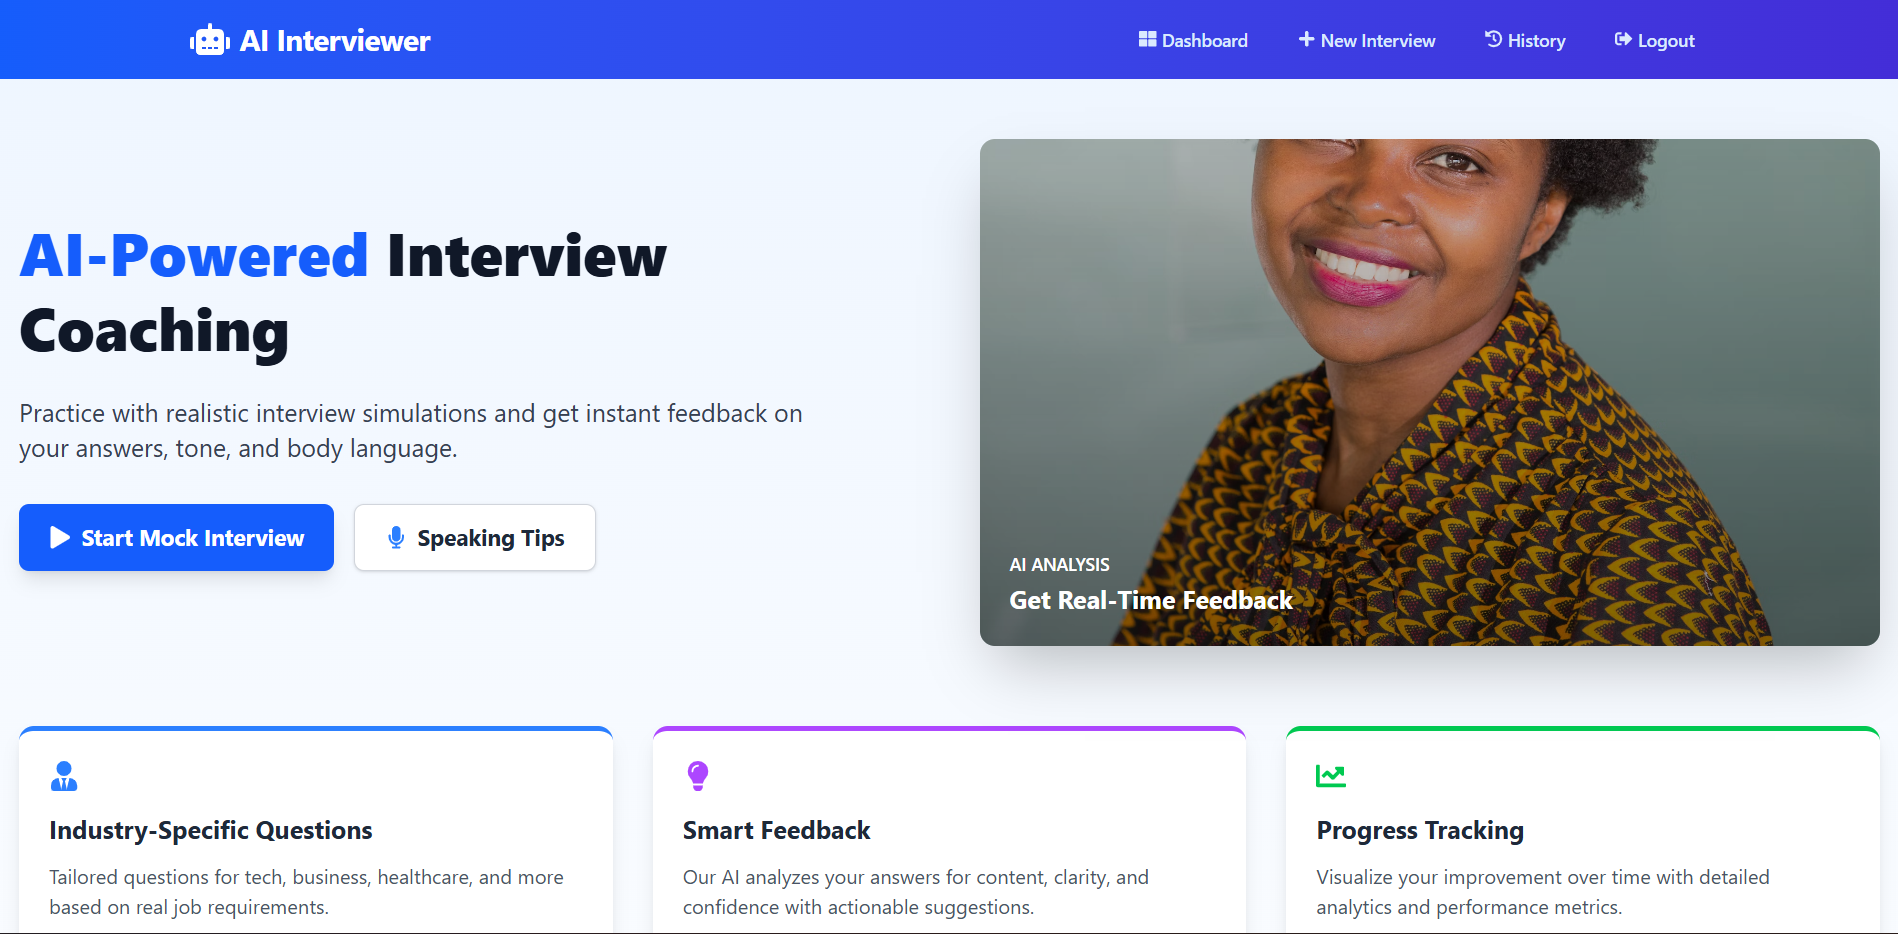 AI Interviewer
Dashboard
New Interview
History
Logout
AI-Powered Interview
Coaching
Practice with realistic interview simulations and get instant feedback on
your answers, tone, and body language.
Start Mock Interview
Speaking Tips
AI ANALYSIS
Get Real-Time Feedback
Industry-Specific Questions
Tailored questions for tech, business, healthcare, and more
based on real job requirements.
Smart Feedback
Our AI analyzes your answers for content, clarity, and
confidence with actionable suggestions.
Progress Tracking
Visualize your improvement over time with detailed
analytics and performance metrics.